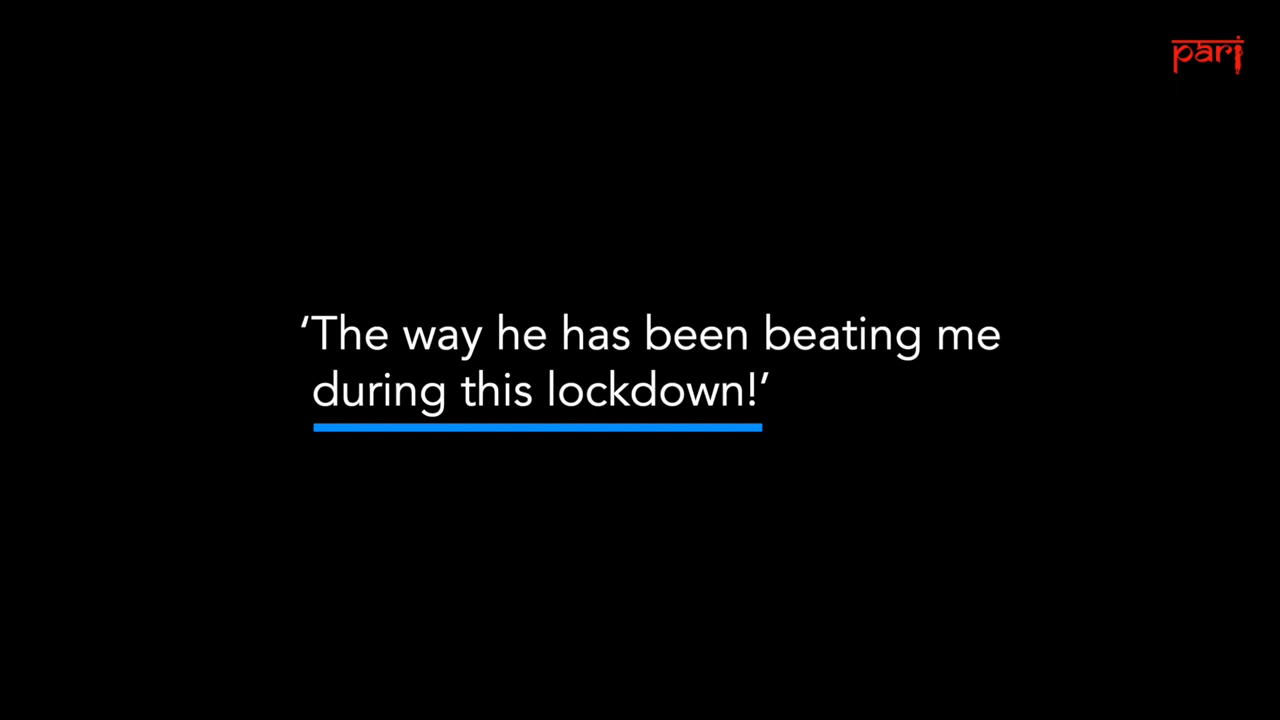 pari
‘The way he has been beating me
during this lockdown!’